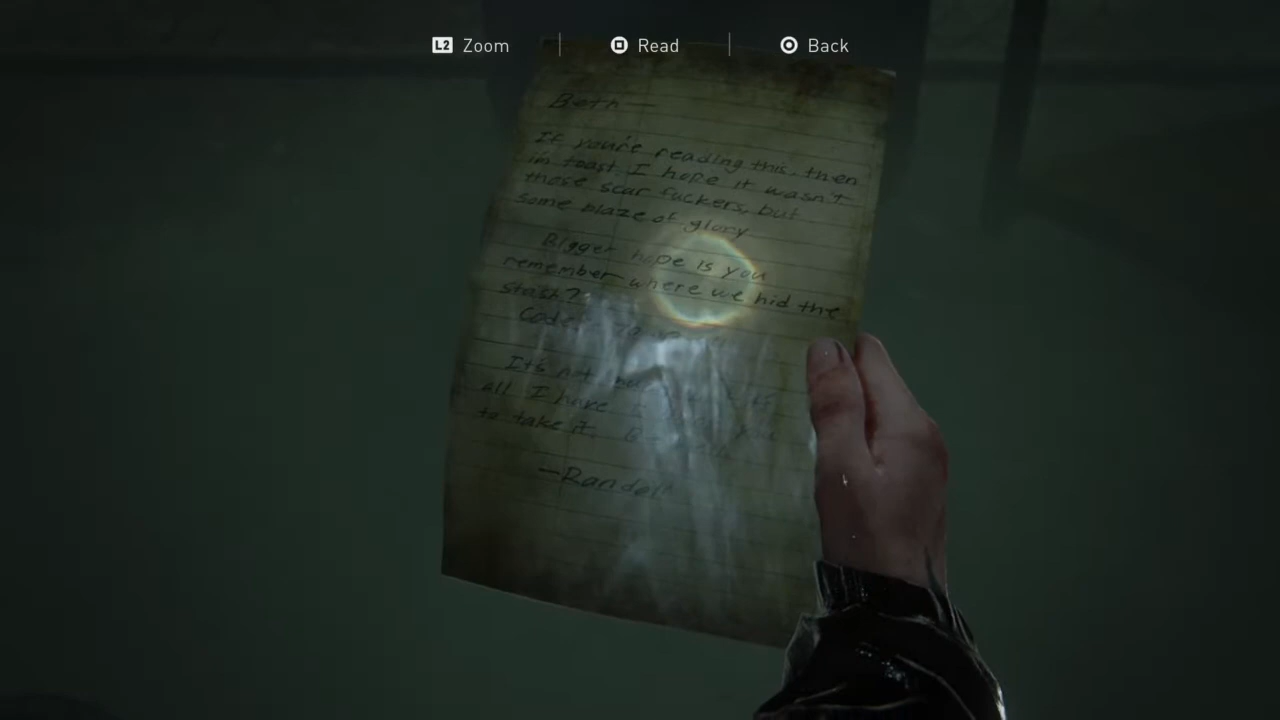 L2 Zoom
Read
Back
Beth —
If you're reading this, then
i'm toast. I hope it wasn't
those scar fuckers, but
some blaze of glory
Bigger hope is you
remember where we hid the
stash?
It's not
all I have
to take it.